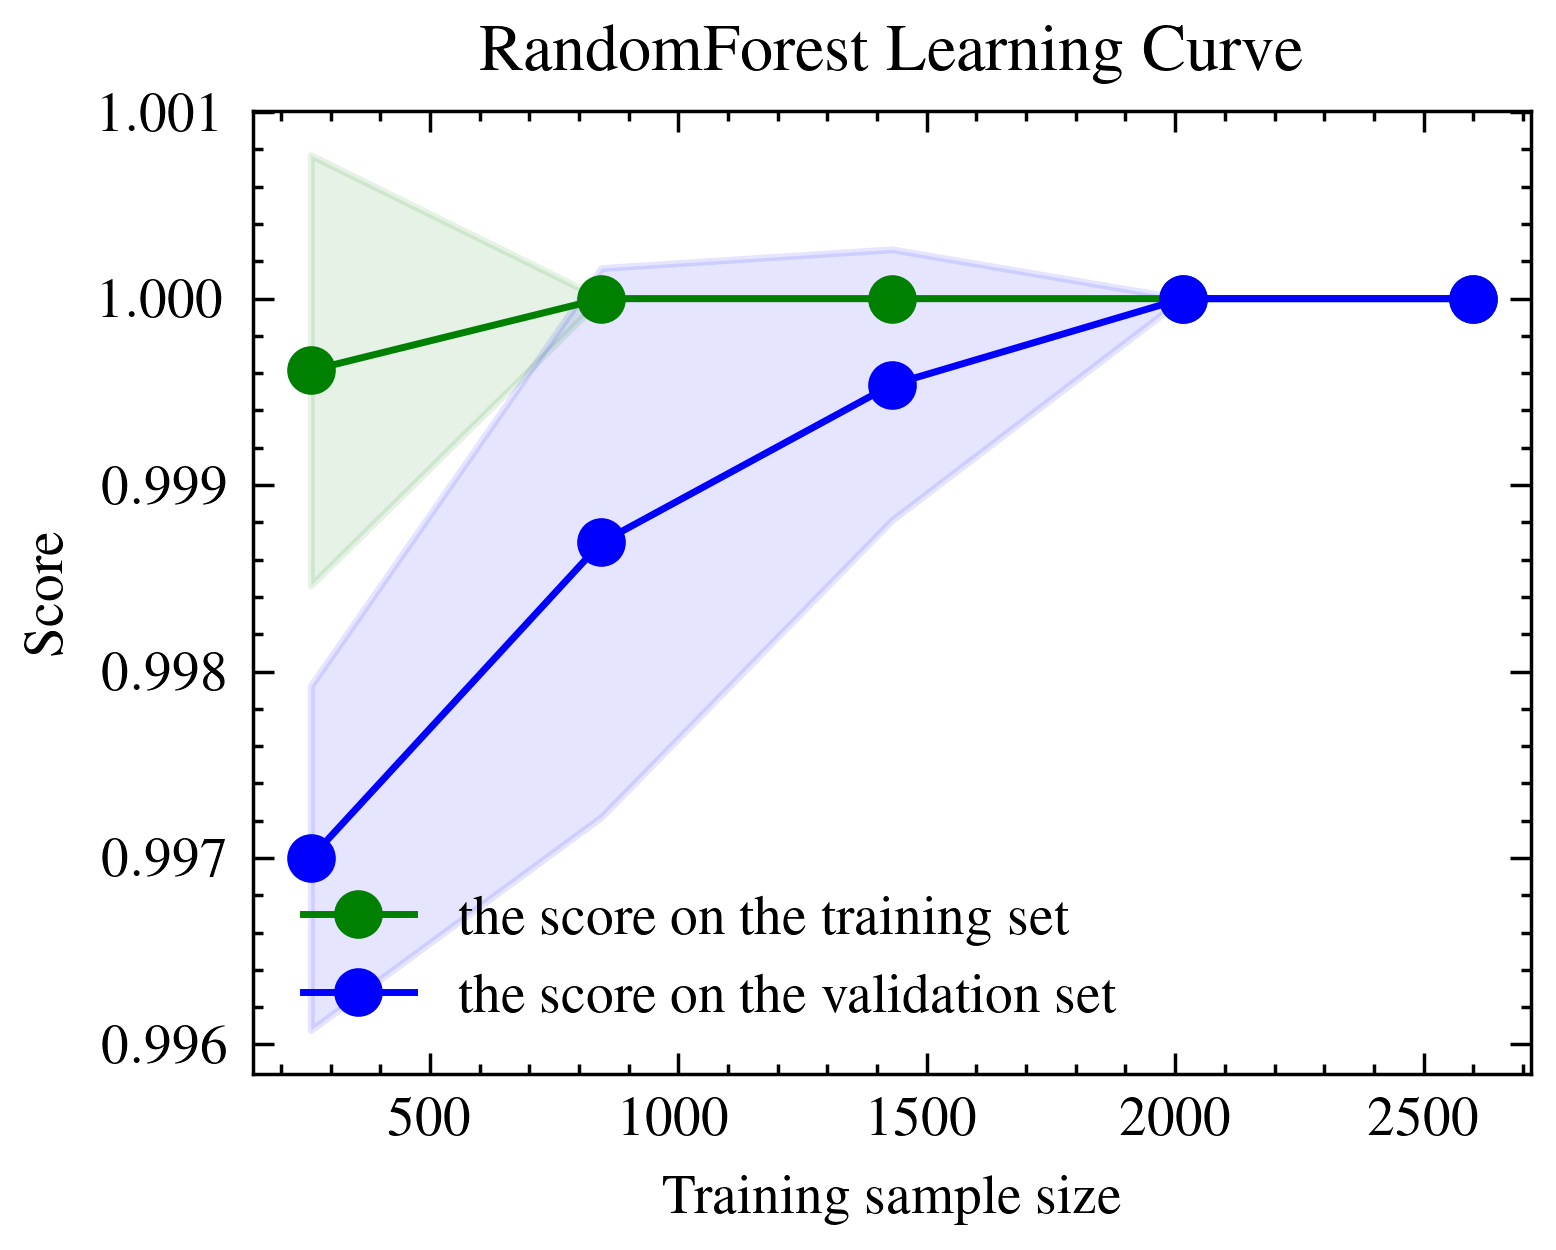 RandomForest Learning Curve
1.001
1.000
0.999
0.998
0.997
0.996
Score
the score on the training set
the score on the validation set
500 1000 1500 2000 2500
Training sample size